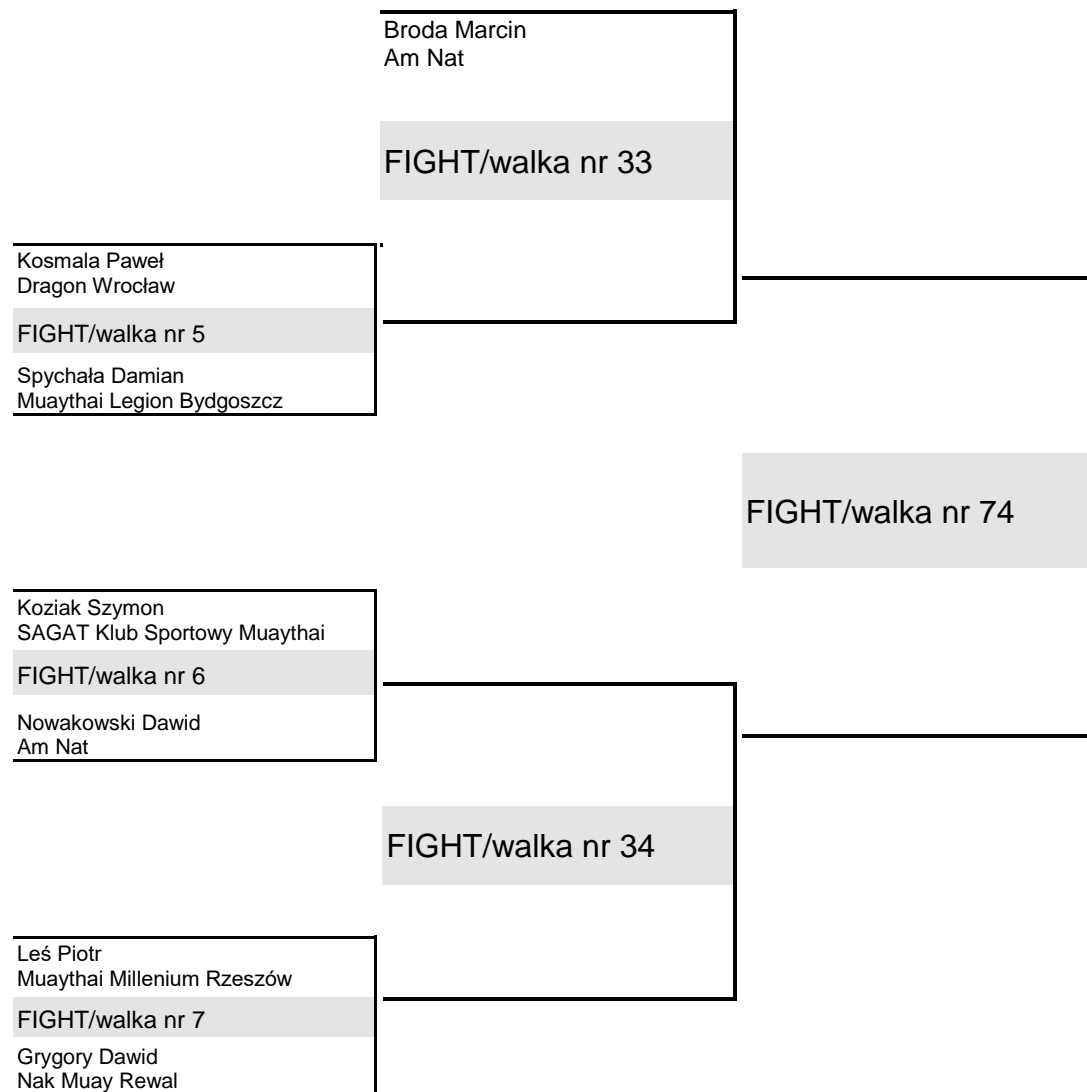 Broda Marcin
Am Nat
FIGHT/walka nr 33
Kosmala Paweł
Dragon Wrocław
FIGHT/walka nr 5
Spychała Damian
Muaythai Legion Bydgoszcz
FIGHT/walka nr 74
Koziak Szymon
SAGAT Klub Sportowy Muaythai
FIGHT/walka nr 6
Nowakowski Dawid
Am Nat
FIGHT/walka nr 34
Leś Piotr
Muaythai Millenium Rzeszów
FIGHT/walka nr 7
Grygory Dawid
Nak Muay Rewal